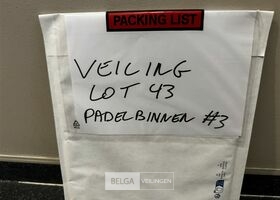 PACKING LIST
VEILING
LOT 43
PADELBINNEN #3
BELGA VEILINGEN